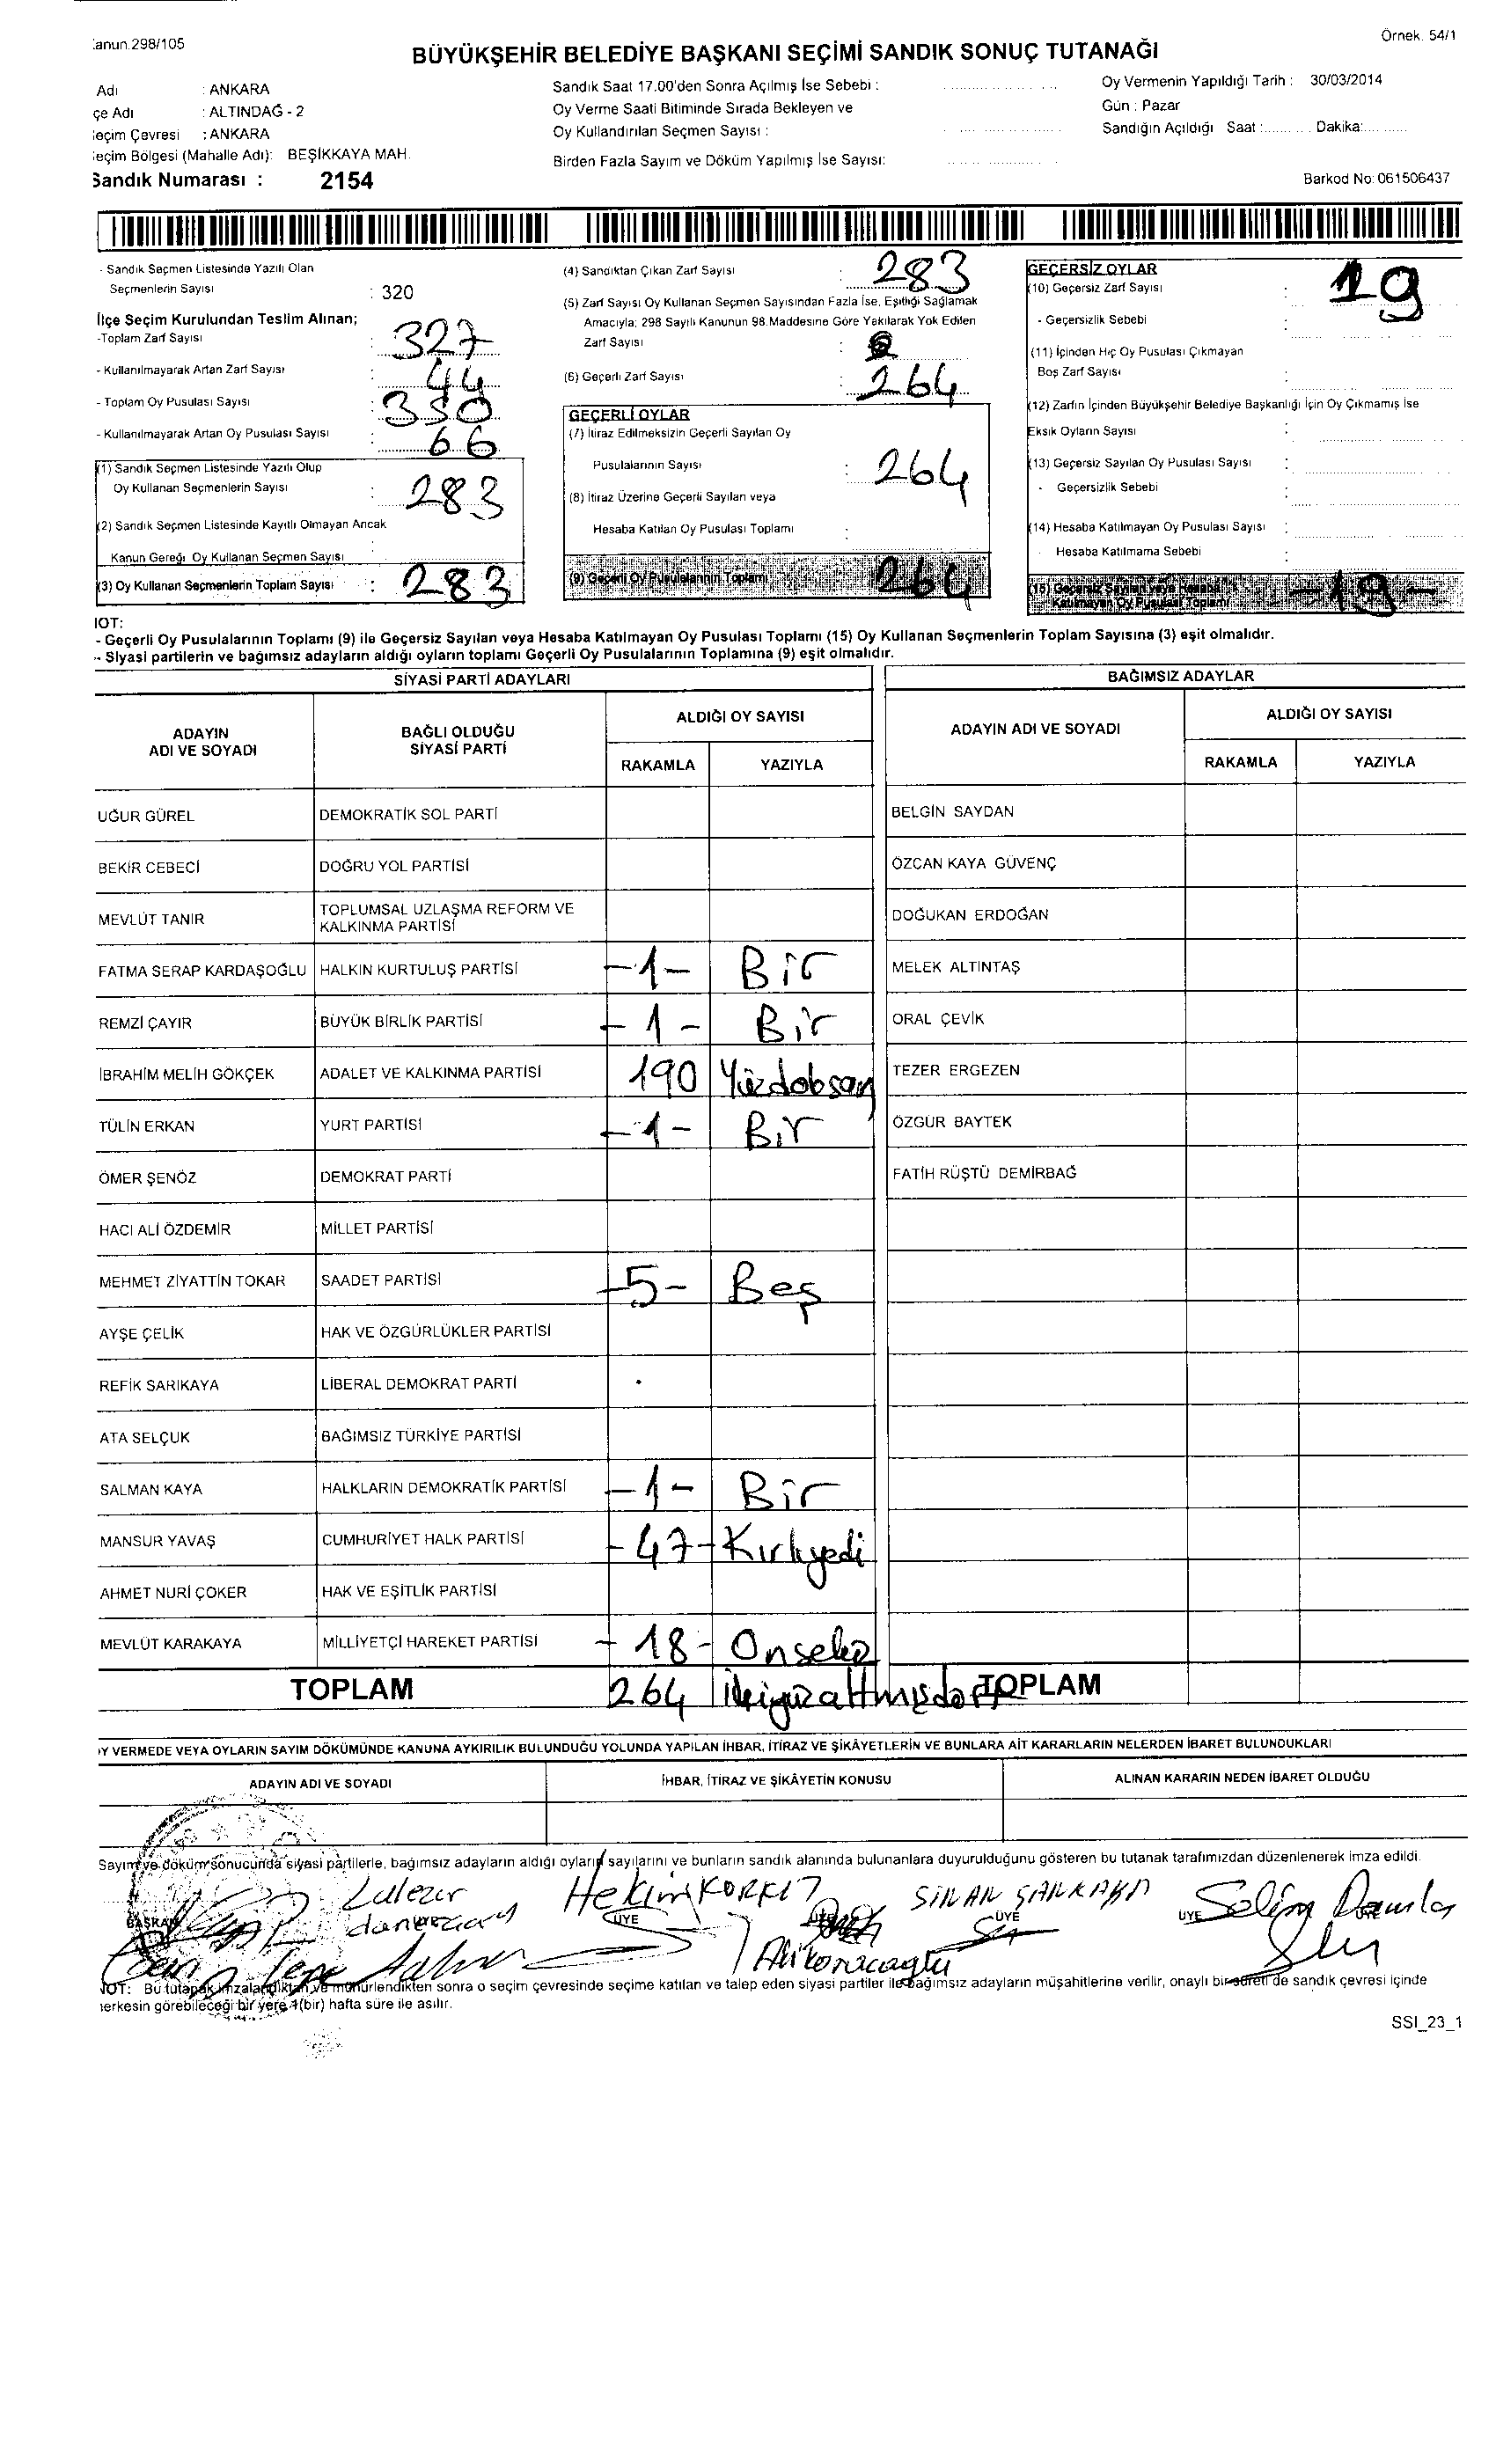 anun.298/105
Örnek. 54/1
BÜYÜKŞEHİR BELEDİYE BAŞKANI SEÇİMİ SANDIK SONUÇ TUTANAĞI
Adı : ANKARA
çe Adı : ALTINDAĞ - 2
eçim Çevresi : ANKARA
eçim Bölgesi (Mahalle Adı): BEŞİKKAYA MAH.
Sandık Numarası : 2154
Sandık Saat 17.00'den Sonra Açılmış İse Sebebi :
Oy Verme Saati Bitiminde Sırada Bekleyen ve
Oy Kullandırılan Seçmen Sayısı :
Birden Fazla Sayım ve Döküm Yapılmış İse Sayısı:
Oy Vermenin Yapıldığı Tarih : 30/03/2014
Gün : Pazar
Sandığın Açıldığı Saat :.......... Dakika:..........
Barkod No: 061506437
- Sandık Seçmen Listesinde Yazılı Olan
Seçmenlerin Sayısı : 320
İlçe Seçim Kurulundan Teslim Alınan;
-Toplam Zarf Sayısı : 327
- Kullanılmayarak Artan Zarf Sayısı : 44
- Toplam Oy Pusulası Sayısı : 350
- Kullanılmayarak Artan Oy Pusulası Sayısı : 66
(1) Sandık Seçmen Listesinde Yazılı Olup
Oy Kullanan Seçmenlerin Sayısı : 283
(2) Sandık Seçmen Listesinde Kayıtlı Olmayan Ancak
Kanun Gereği Oy Kullanan Seçmen Sayısı :
(3) Oy Kullanan Seçmenlerin Toplam Sayısı : 283
(4) Sandıktan Çıkan Zarf Sayısı : 283
(5) Zarf Sayısı Oy Kullanan Seçmen Sayısından Fazla İse, Eşitliği Sağlamak
Amacıyla; 298 Sayılı Kanunun 98.Maddesine Göre Yakılarak Yok Edilen
Zarf Sayısı :
(6) Geçerli Zarf Sayısı : 264
GEÇERLİ OYLAR
(7) İtiraz Edilmeksizin Geçerli Sayılan Oy
Pusulalarının Sayısı : 264
(8) İtiraz Üzerine Geçerli Sayılan veya
Hesaba Katılan Oy Pusulası Toplamı :
(9) Geçerli Oy Pusulalarının Toplamı 264
GEÇERSİZ OYLAR
(10) Geçersiz Zarf Sayısı : 19
- Geçersizlik Sebebi :
(11) İçinden Hiç Oy Pusulası Çıkmayan
Boş Zarf Sayısı :
(12) Zarfın İçinden Büyükşehir Belediye Başkanlığı İçin Oy Çıkmamış İse
Eksik Oyların Sayısı :
(13) Geçersiz Sayılan Oy Pusulası Sayısı :
- Geçersizlik Sebebi :
(14) Hesaba Katılmayan Oy Pusulası Sayısı :
- Hesaba Katılmama Sebebi :
(15) Geçersiz Sayılan veya Hesaba
Katılmayan Oy Pusulası Toplamı -19-
IOT:
- Geçerli Oy Pusulalarının Toplamı (9) ile Geçersiz Sayılan veya Hesaba Katılmayan Oy Pusulası Toplamı (15) Oy Kullanan Seçmenlerin Toplam Sayısına (3) eşit olmalıdır.
- Siyasi partilerin ve bağımsız adayların aldığı oyların toplamı Geçerli Oy Pusulalarının Toplamına (9) eşit olmalıdır.
SİYASİ PARTİ ADAYLARI
BAĞIMSIZ ADAYLAR
ADAYIN
ADI VE SOYADI
BAĞLI OLDUĞU
SİYASİ PARTİ
ALDIĞI OY SAYISI
RAKAMLA YAZIYLA
ADAYIN ADI VE SOYADI
ALDIĞI OY SAYISI
RAKAMLA YAZIYLA
UĞUR GÜREL DEMOKRATİK SOL PARTİ BELGİN SAYDAN
BEKİR CEBECİ DOĞRU YOL PARTİSİ ÖZCAN KAYA GÜVENÇ
MEVLÜT TANIR TOPLUMSAL UZLAŞMA REFORM VE
KALKINMA PARTİSİ DOĞUKAN ERDOĞAN
FATMA SERAP KARDAŞOĞLU HALKIN KURTULUŞ PARTİSİ -1- Bir MELEK ALTINTAŞ
REMZİ ÇAYIR BÜYÜK BİRLİK PARTİSİ -1- Bir ORAL ÇEVİK
İBRAHİM MELİH GÖKÇEK ADALET VE KALKINMA PARTİSİ 190 Yüzdoksan TEZER ERGEZEN
TÜLİN ERKAN YURT PARTİSİ -1- Bir ÖZGÜR BAYTEK
ÖMER ŞENÖZ DEMOKRAT PARTİ FATİH RÜŞTÜ DEMİRBAĞ
HACI ALİ ÖZDEMİR MİLLET PARTİSİ
MEHMET ZİYATTİN TOKAR SAADET PARTİSİ -5- Beş
AYŞE ÇELİK HAK VE ÖZGÜRLÜKLER PARTİSİ
REFİK SARIKAYA LİBERAL DEMOKRAT PARTİ
ATA SELÇUK BAĞIMSIZ TÜRKİYE PARTİSİ
SALMAN KAYA HALKLARIN DEMOKRATİK PARTİSİ -1- Bir
MANSUR YAVAŞ CUMHURİYET HALK PARTİSİ -47- Kırkyedi
AHMET NURİ ÇOKER HAK VE EŞİTLİK PARTİSİ
MEVLÜT KARAKAYA MİLLİYETÇİ HAREKET PARTİSİ -18- Onsekiz
TOPLAM 264 ikiyüzaltmışdört TOPLAM
Y VERMEDE VEYA OYLARIN SAYIM DÖKÜMÜNDE KANUNA AYKIRILIK BULUNDUĞU YOLUNDA YAPILAN İHBAR, İTİRAZ VE ŞİKÂYETLERİN VE BUNLARA AİT KARARLARIN NELERDEN İBARET BULUNDUKLARI
ADAYIN ADI VE SOYADI İHBAR, İTİRAZ VE ŞİKÂYETİN KONUSU ALINAN KARARIN NEDEN İBARET OLDUĞU
Sayım ve döküm sonucunda siyasi partilerle, bağımsız adayların aldığı oyların sayılarını ve bunların sandık alanında bulunanlara duyurulduğunu gösteren bu tutanak tarafımızdan düzenlenerek imza edildi.
Lalezar Hekim KORKUT SİNAN ŞANKAYA Selim
BAŞKAN ÜYE ÜYE ÜYE
NOT: Bu tutanak imzalandıktan ve mühürlendikten sonra o seçim çevresinde seçime katılan ve talep eden siyasi partiler ile bağımsız adayların müşahitlerine verilir, onaylı bir sureti de sandık çevresi içinde
herkesin görebileceği bir yere 1(bir) hafta süre ile asılır.
SSI_23_1